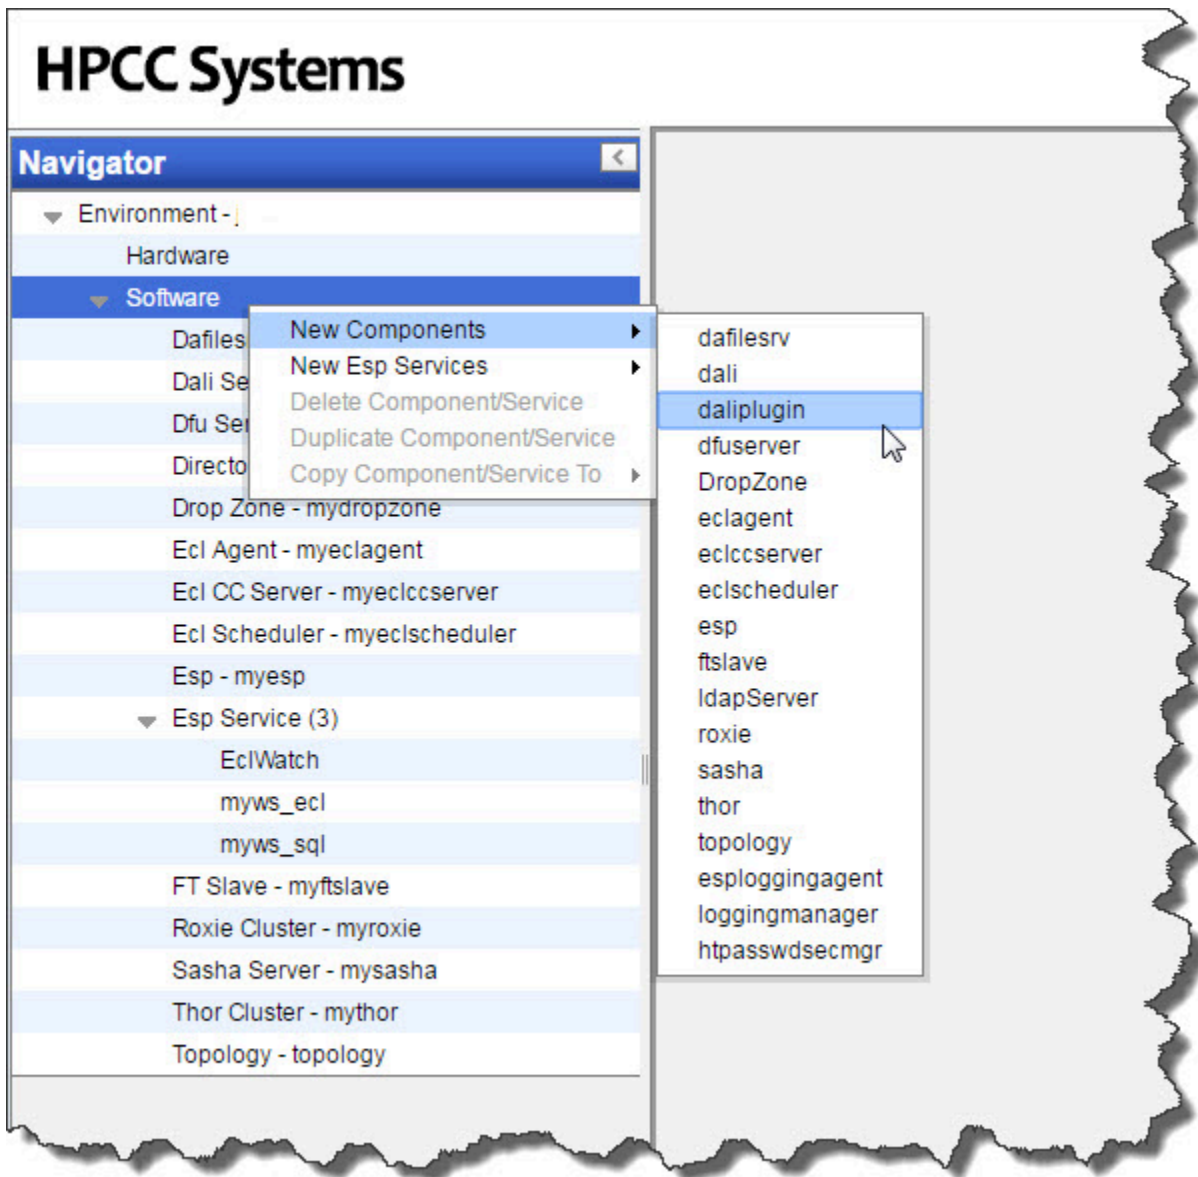 HPCC Systems
Navigator
Environment -
Hardware
Software
Dafiles
Dali Se
Dfu Ser
Directo
Drop Zone - mydropzone
Ecl Agent - myeclagent
Ecl CC Server - myeclccserver
Ecl Scheduler - myeclscheduler
Esp - myesp
Esp Service (3)
EclWatch
myws_ecl
myws_sql
FT Slave - myftslave
Roxie Cluster - myroxie
Sasha Server - mysasha
Thor Cluster - mythor
Topology - topology
New Components
New Esp Services
Delete Component/Service
Duplicate Component/Service
Copy Component/Service To
dafilesrv
dali
daliplugin
dfuserver
DropZone
eclagent
eclccserver
eclscheduler
esp
ftslave
ldapServer
roxie
sasha
thor
topology
esploggingagent
loggingmanager
htpasswdsecmgr